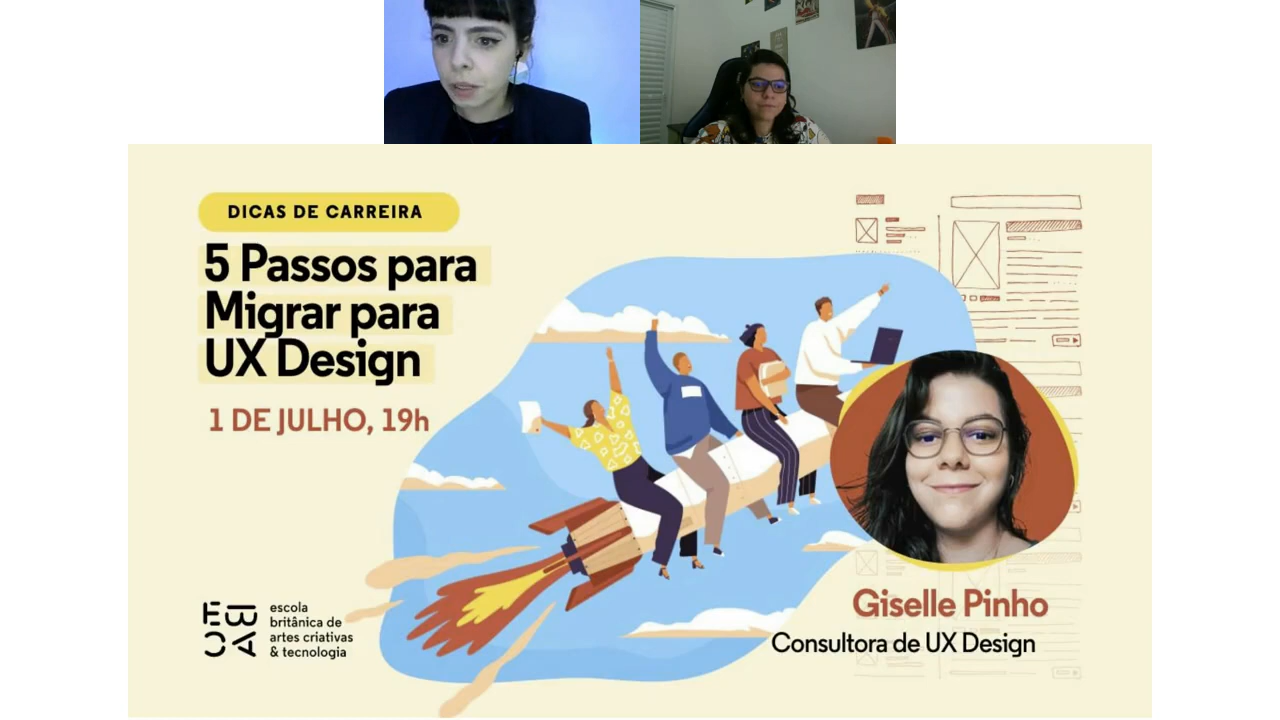 DICAS DE CARREIRA
5 Passos para
Migrar para
UX Design
1 DE JULHO, 19h
EBAC
escola
britânica de
artes criativas
& tecnologia
Giselle Pinho
Consultora de UX Design